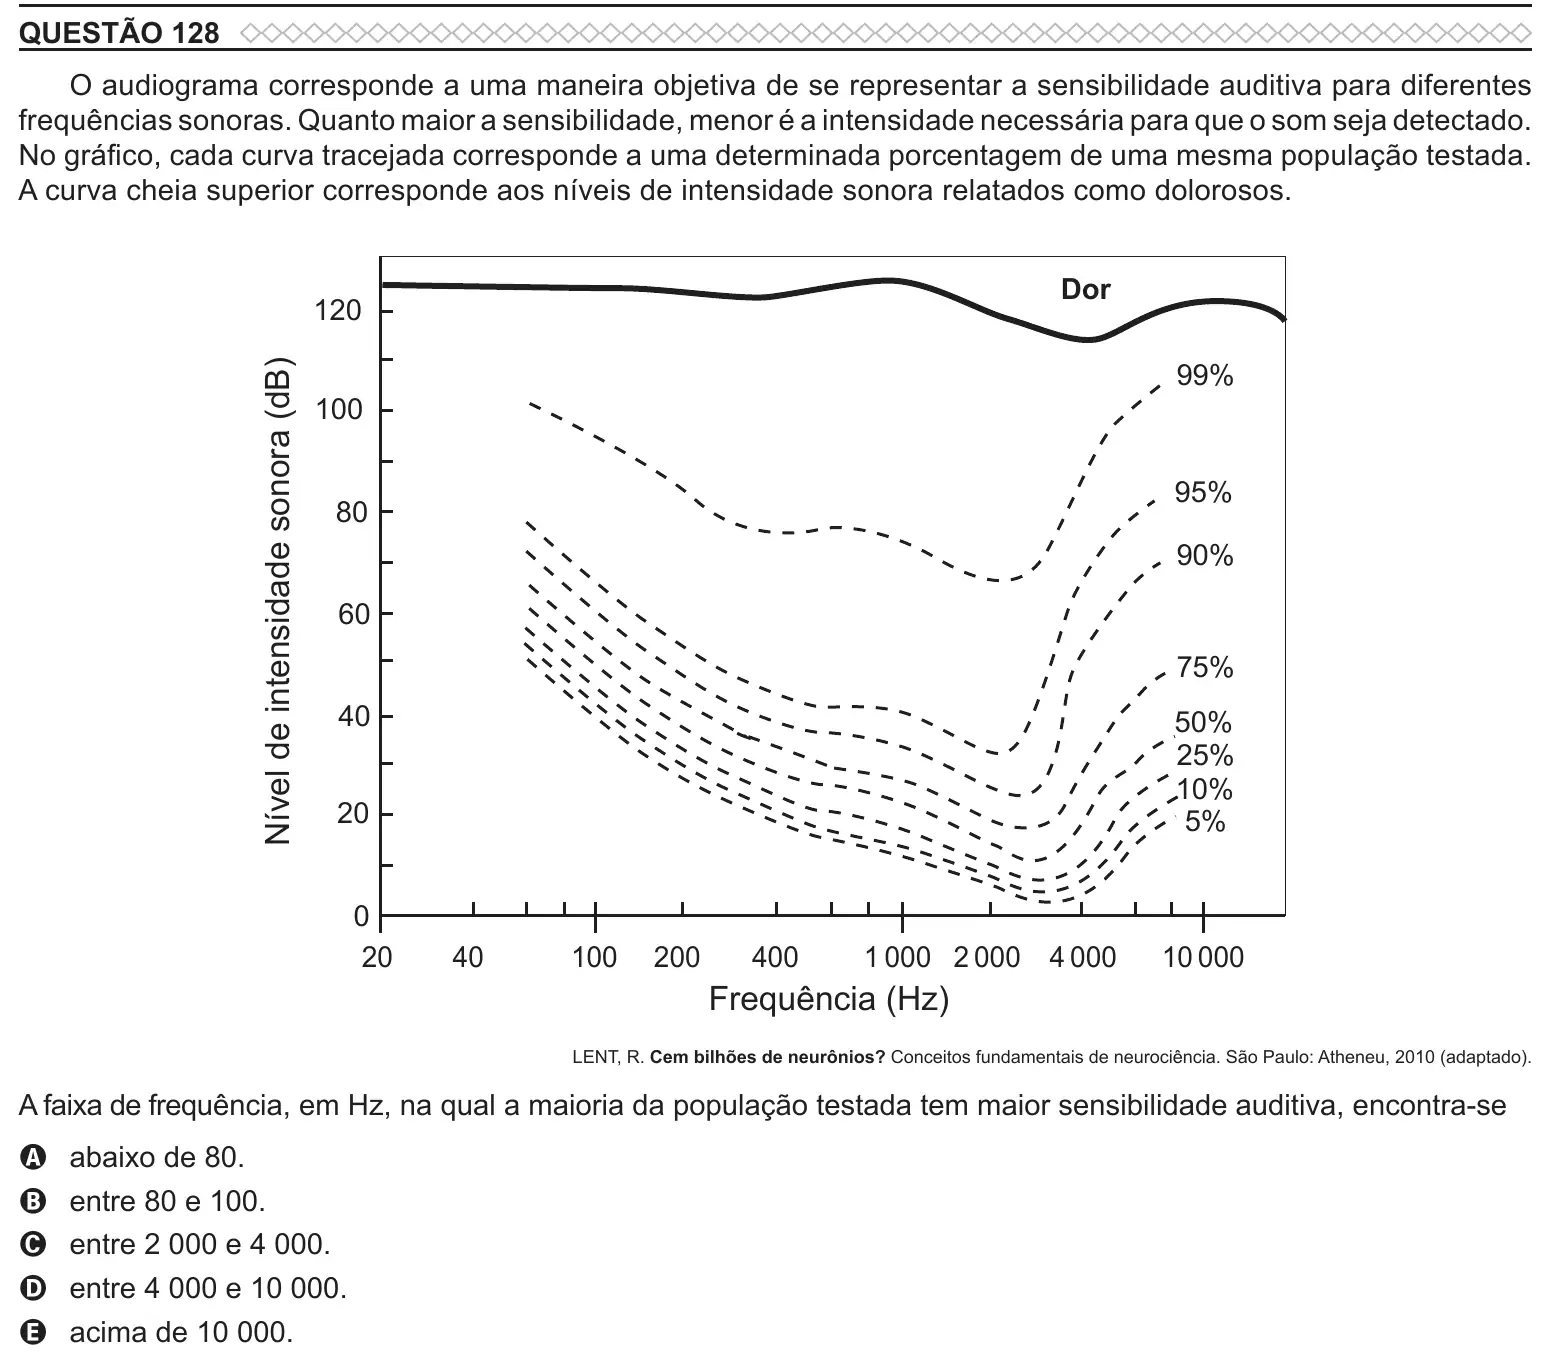 QUESTÃO 128
O audiograma corresponde a uma maneira objetiva de se representar a sensibilidade auditiva para diferentes
frequências sonoras. Quanto maior a sensibilidade, menor é a intensidade necessária para que o som seja detectado.
No gráfico, cada curva tracejada corresponde a uma determinada porcentagem de uma mesma população testada.
A curva cheia superior corresponde aos níveis de intensidade sonora relatados como dolorosos.
Dor
120
99%
100
95%
80
90%
60
75%
40
50%
25%
10%
20
5%
0
Nível de intensidade sonora (dB)
20 40 100 200 400 1 000 2 000 4 000 10 000
Frequência (Hz)
LENT, R. Cem bilhões de neurônios? Conceitos fundamentais de neurociência. São Paulo: Atheneu, 2010 (adaptado).
A faixa de frequência, em Hz, na qual a maioria da população testada tem maior sensibilidade auditiva, encontra-se
A abaixo de 80.
B entre 80 e 100.
C entre 2 000 e 4 000.
D entre 4 000 e 10 000.
E acima de 10 000.